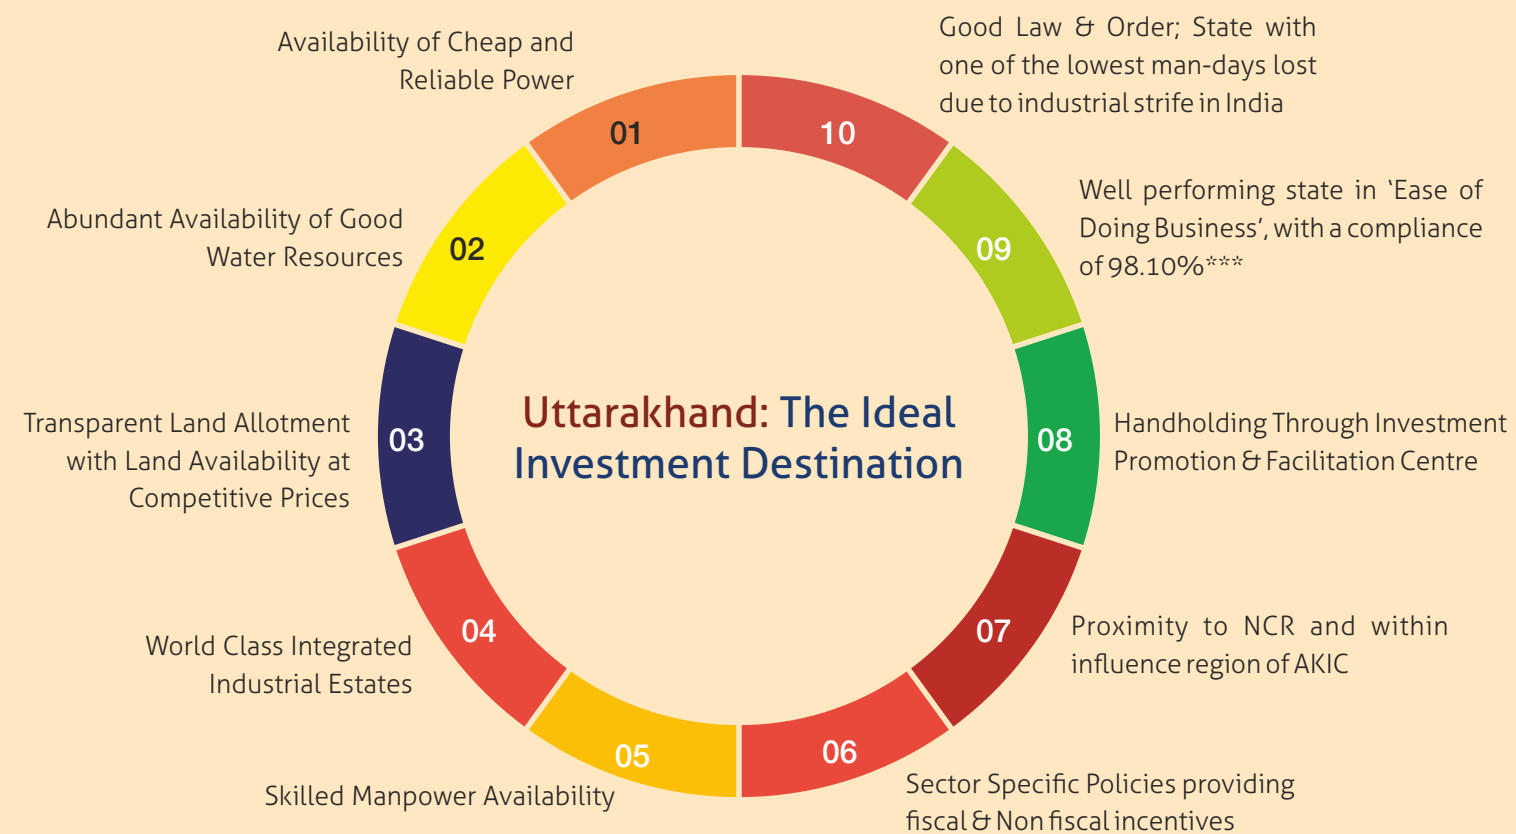 Availability of Cheap and
Reliable Power
01
Abundant Availability of Good
Water Resources
02
Transparent Land Allotment
with Land Availability at
Competitive Prices
03
World Class Integrated
Industrial Estates
04
Skilled Manpower Availability
05
Sector Specific Policies providing
fiscal & Non fiscal incentives
06
Proximity to NCR and within
influence region of AKIC
07
Handholding Through Investment
Promotion & Facilitation Centre
08
Well performing state in ‘Ease of
Doing Business’, with a compliance
of 98.10%***
09
Good Law & Order; State with
one of the lowest man-days lost
due to industrial strife in India
10
Uttarakhand: The Ideal
Investment Destination